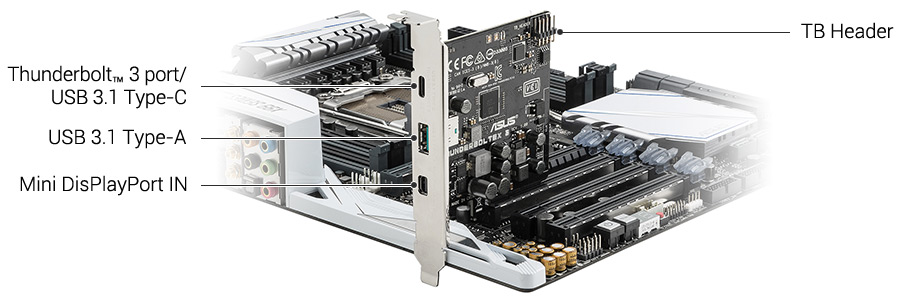 TB Header
Thunderbolt™ 3 port/
USB 3.1 Type-C
USB 3.1 Type-A
Mini DisPlayPort IN
TB_HEADER
ASUS
THUNDERBOLTEX 3